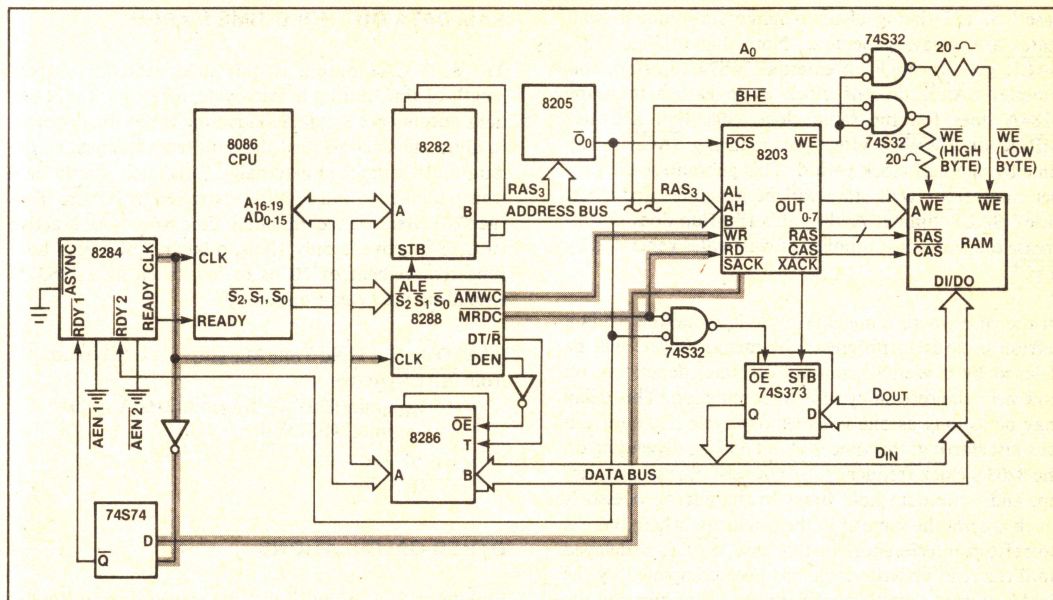 74S32
A0
20
8205
BHE
8282
O0
PCS
WE
8203
74S32
20
WE (HIGH BYTE)
WE (LOW BYTE)
8086 CPU
A16-19
AD0-15
A
B
STB
RAS3
ADDRESS BUS
RAS3
AL
AH
B
WR
RD
SACK
OUT 0-7
RAS
CAS
XACK
A
WE
WE
RAS
CAS
RAM
DI/DO
8284
ASYNC
RDY 1
RDY 2
READY
CLK
AEN 1
AEN 2
CLK
READY
S2, S1, S0
ALE
S2 S1 S0
8288
AMWC
MRDC
DT/R
DEN
CLK
74S32
OE
STB
74S373
Q
D
DOUT
DIN
8286
OE
T
A
B
DATA BUS
74S74
D
Q